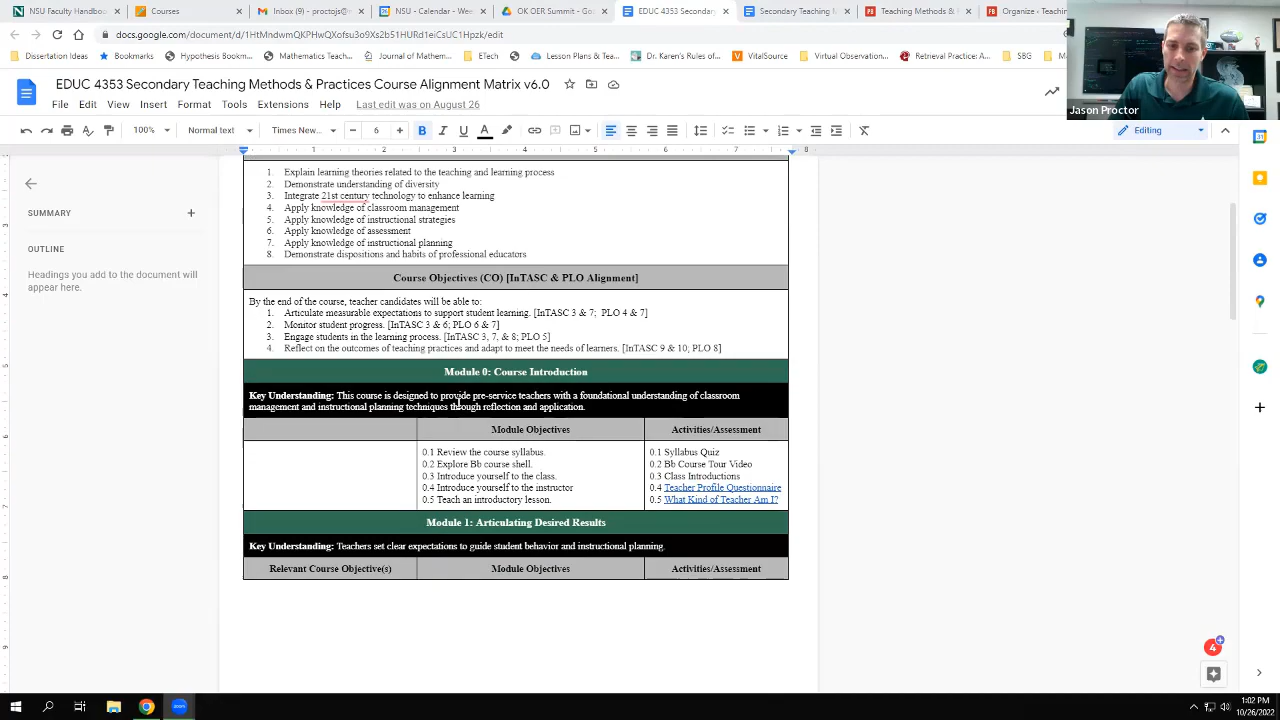 NSU Faculty Handbook
Courses
Inbox (9) - proctojs@
NSU - Calendar - We
OK OER Summit - Goo
EDUC 4353 Secondary
Secondary Teaching M
Teaching Methods & P
Organize - Teachin
docs.google.com/document/d/
Dissertation Ideas
Bookmarks
Mathematics Teache
Journal of
Dr. Koren's
VitalSource
Virtual Observation
Retrieval Practice: A
SBG
EDUC 4353 Secondary Teaching Methods & Practices Course Alignment Matrix v6.0
File Edit View Insert Format Tools Extensions Help Last edit was on August 26
Jason Proctor
100% Normal text Times New... Editing
1 2 3 4 5 6 7 8
SUMMARY
OUTLINE
Headings you add to the document will
appear here.
1. Explain learning theories related to the teaching and learning process
2. Demonstrate understanding of diversity
3. Integrate 21st century technology to enhance learning
4. Apply knowledge of classroom management
5. Apply knowledge of instructional strategies
6. Apply knowledge of assessment
7. Apply knowledge of instructional planning
8. Demonstrate dispositions and habits of professional educators
Course Objectives (CO) [InTASC & PLO Alignment]
By the end of the course, teacher candidates will be able to:
1. Articulate measurable expectations to support student learning. [InTASC 3 & 7; PLO 4 & 7]
2. Monitor student progress. [InTASC 3 & 6; PLO 6 & 7]
3. Engage students in the learning process. [InTASC 3, 7, & 8; PLO 5]
4. Reflect on the outcomes of teaching practices and adapt to meet the needs of learners. [InTASC 9 & 10; PLO 8]
Module 0: Course Introduction
Key Understanding: This course is designed to provide pre-service teachers with a foundational understanding of classroom
management and instructional planning techniques through reflection and application.
Module Objectives
Activities/Assessment
0.1 Review the course syllabus.
0.2 Explore Bb course shell.
0.3 Introduce yourself to the class.
0.4 Introduce yourself to the instructor
0.5 Teach an introductory lesson.
0.1 Syllabus Quiz
0.2 Bb Course Tour Video
0.3 Class Introductions
0.4 Teacher Profile Questionnaire
0.5 What Kind of Teacher Am I?
Module 1: Articulating Desired Results
Key Understanding: Teachers set clear expectations to guide student behavior and instructional planning.
Relevant Course Objective(s)
Module Objectives
Activities/Assessment
4
1:02 PM
10/26/2022